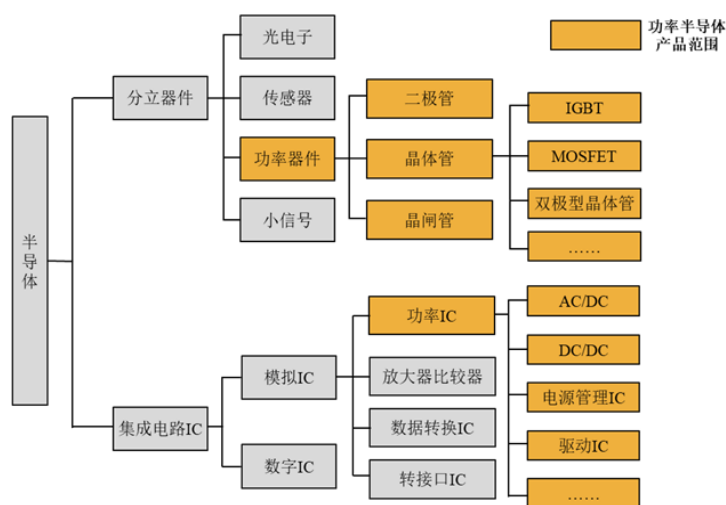 功率半导体
产品范围
半导体
分立器件
光电子
传感器
功率器件
小信号
二极管
晶体管
晶闸管
IGBT
MOSFET
双极型晶体管
……
集成电路IC
模拟IC
数字IC
功率IC
放大器比较器
数据转换IC
转接口IC
AC/DC
DC/DC
电源管理IC
驱动IC
……